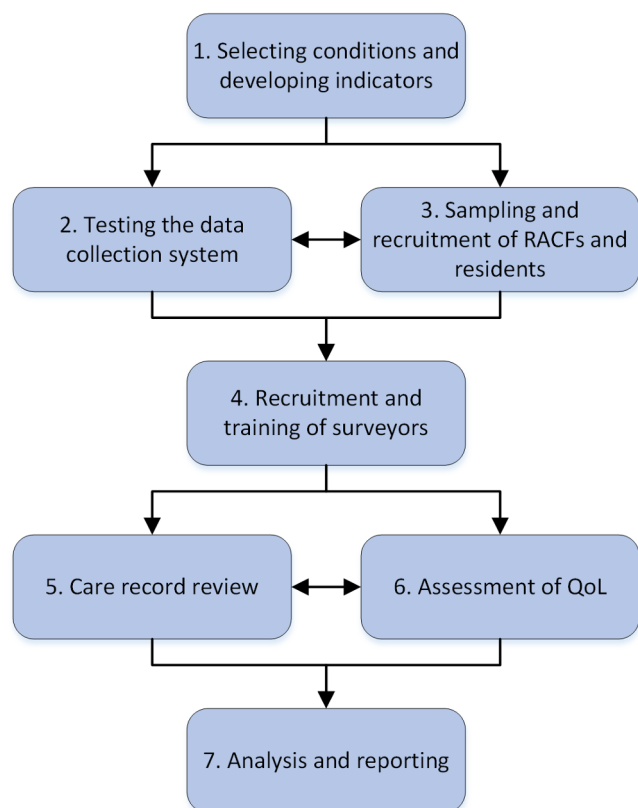 1. Selecting conditions and
developing indicators
2. Testing the data
collection system
3. Sampling and
recruitment of RACFs and
residents
4. Recruitment and
training of surveyors
5. Care record review
6. Assessment of QoL
7. Analysis and reporting